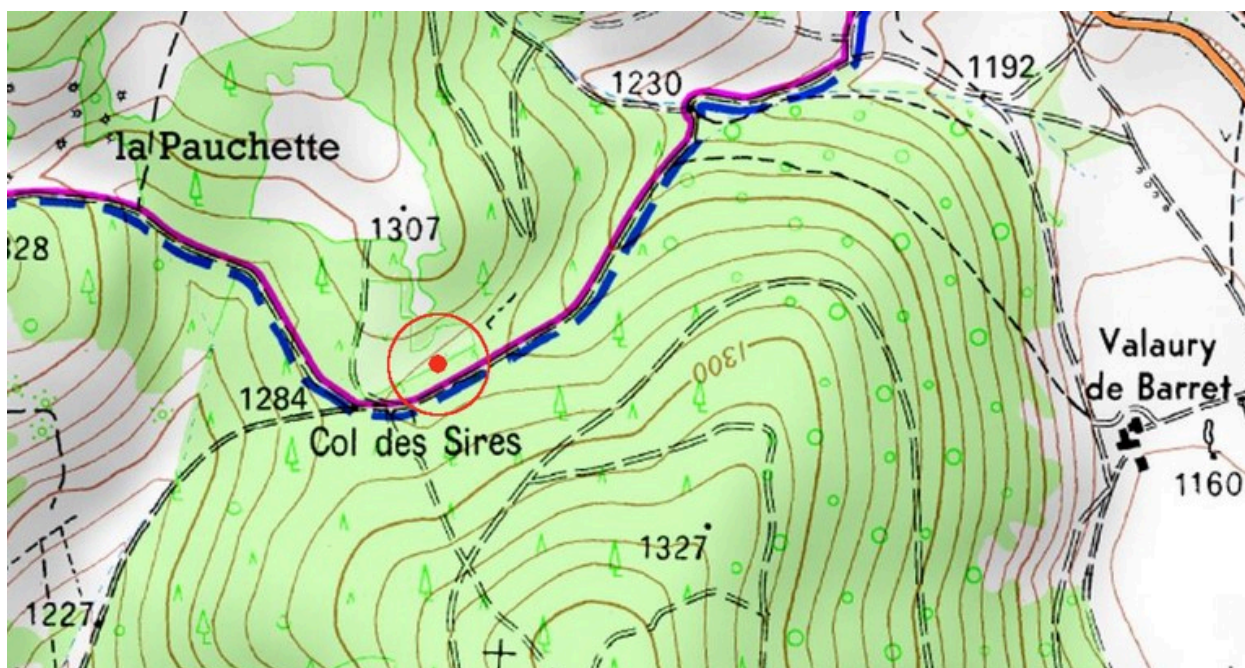 1230
1192
la Pauchette
1307
328
Valaury
de Barret
1300
1284
Col des Sires
1160
1327
1227